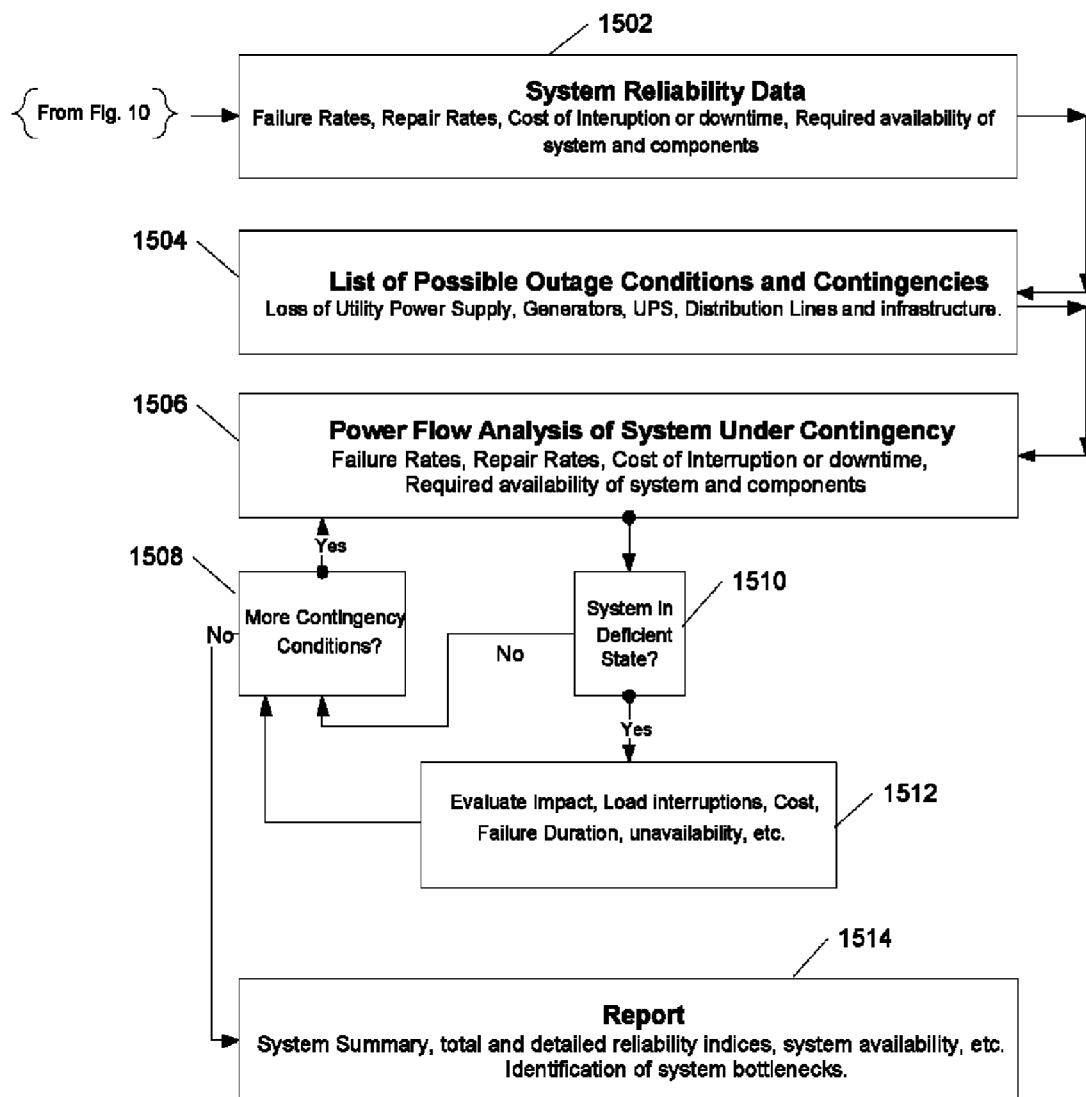 1502
{From Fig. 10}
System Reliability Data
Failure Rates, Repair Rates, Cost of Interuption or downtime, Required availability of
system and components
1504
List of Possible Outage Conditions and Contingencies
Loss of Utility Power Supply, Generators, UPS, Distribution Lines and infrastructure.
1506
Power Flow Analysis of System Under Contingency
Failure Rates, Repair Rates, Cost of Interruption or downtime,
Required availability of system and components
Yes
1508
More Contingency
Conditions?
No
No
1510
System in
Deficient
State?
Yes
1512
Evaluate Impact, Load interruptions, Cost,
Failure Duration, unavailability, etc.
1514
Report
System Summary, total and detailed reliability indices, system availability, etc.
Identification of system bottlenecks.